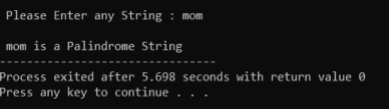 Please Enter any String : mom
mom is a Palindrome String
--------------------------------
Process exited after 5.698 seconds with return value 0
Press any key to continue . . .